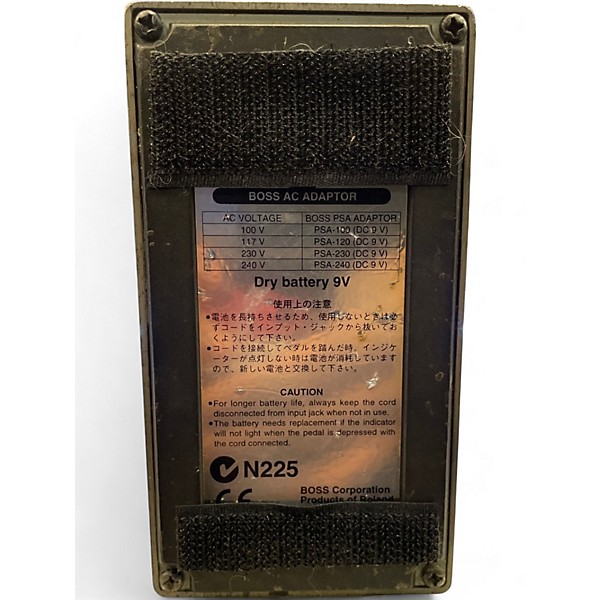 BOSS AC ADAPTOR
AC VOLTAGE BOSS PSA ADAPTOR
100 V PSA-100 (DC 9 V)
117 V PSA-120 (DC 9 V)
230 V PSA-230 (DC 9 V)
240 V PSA-240 (DC 9 V)
Dry battery 9V
使用上の注意
●電池を長持ちさせるため、使用しないときは必
ずコードをインプット・ジャックから抜いてお
くようにして下さい。
●コードを接続してペダルを踏んだ時、インジケ
ーターが点灯しない時は電池が消耗しています
ので、新しい電池と交換して下さい。
CAUTION
●For longer battery life, always keep the cord
disconnected from input jack when not in use.
●The battery needs replacement if the indicator
will not light when the pedal is depressed with
the cord connected.
N225
CE BOSS Corporation
Products of Roland